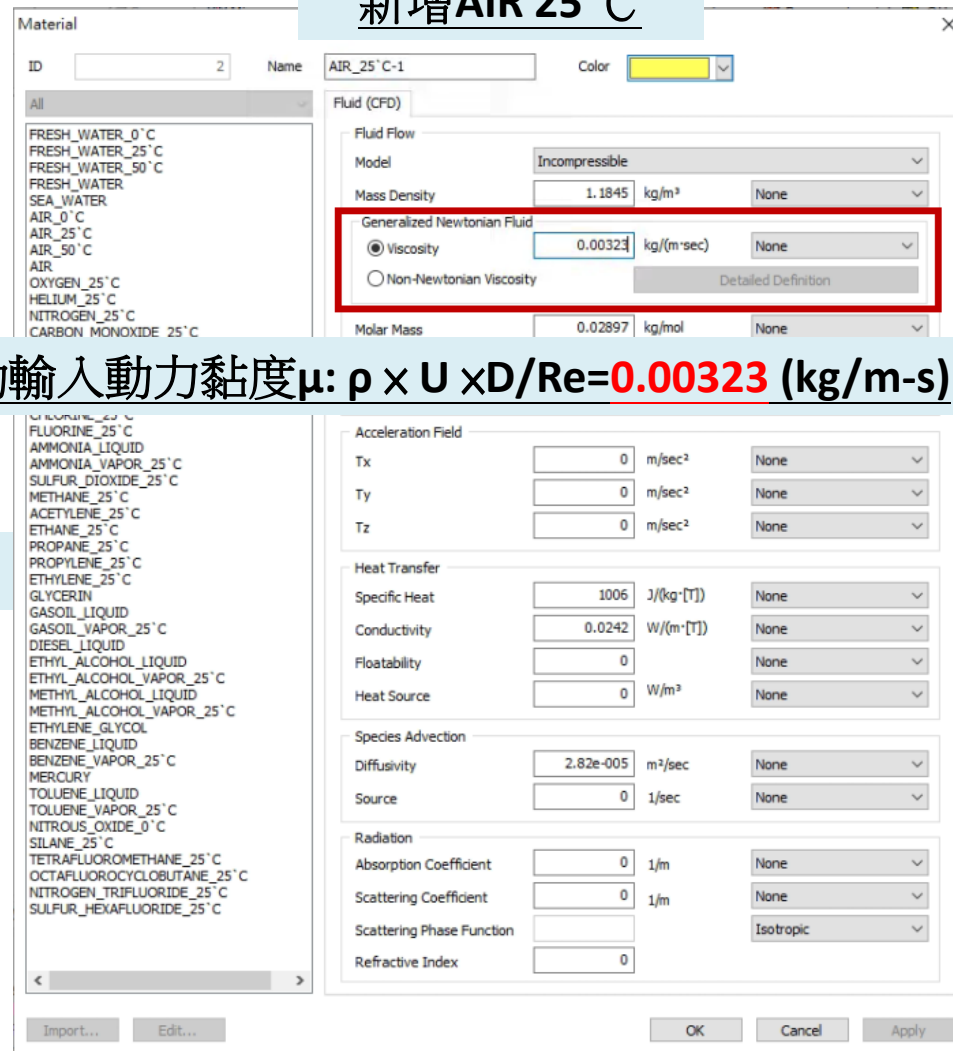 新增AIR 25℃
Material
ID 2 Name AIR_25`C-1 Color
All
Fluid (CFD)
FRESH_WATER_0`C
FRESH_WATER_25`C
FRESH_WATER_50`C
FRESH_WATER
SEA_WATER
AIR_0`C
AIR_25`C
AIR_50`C
AIR
OXYGEN_25`C
HELIUM_25`C
NITROGEN_25`C
CARBON_MONOXIDE_25`C
Fluid Flow
Model Incompressible
Mass Density 1.1845 kg/m³ None
Generalized Newtonian Fluid
Viscosity 0.00323 kg/(m·sec) None
Non-Newtonian Viscosity Detailed Definition
Molar Mass 0.02897 kg/mol None
輸入動力黏度μ: ρ × U ×D/Re=0.00323 (kg/m-s)
CHLORINE_25`C
FLUORINE_25`C
AMMONIA_LIQUID
AMMONIA_VAPOR_25`C
SULFUR_DIOXIDE_25`C
METHANE_25`C
ACETYLENE_25`C
ETHANE_25`C
PROPANE_25`C
PROPYLENE_25`C
ETHYLENE_25`C
GLYCERIN
GASOIL_LIQUID
GASOIL_VAPOR_25`C
DIESEL_LIQUID
ETHYL_ALCOHOL_LIQUID
ETHYL_ALCOHOL_VAPOR_25`C
METHYL_ALCOHOL_LIQUID
METHYL_ALCOHOL_VAPOR_25`C
ETHYLENE_GLYCOL
BENZENE_LIQUID
BENZENE_VAPOR_25`C
MERCURY
TOLUENE_LIQUID
TOLUENE_VAPOR_25`C
NITROUS_OXIDE_0`C
SILANE_25`C
TETRAFLUOROMETHANE_25`C
OCTAFLUOROCYCLOBUTANE_25`C
NITROGEN_TRIFLUORIDE_25`C
SULFUR_HEXAFLUORIDE_25`C
Acceleration Field
Tx 0 m/sec² None
Ty 0 m/sec² None
Tz 0 m/sec² None
Heat Transfer
Specific Heat 1006 J/(kg·[T]) None
Conductivity 0.0242 W/(m·[T]) None
Floatability 0 None
Heat Source 0 W/m³ None
Species Advection
Diffusivity 2.82e-005 m²/sec None
Source 0 1/sec None
Radiation
Absorption Coefficient 0 1/m None
Scattering Coefficient 0 1/m None
Scattering Phase Function Isotropic
Refractive Index 0
Import... Edit... OK Cancel Apply